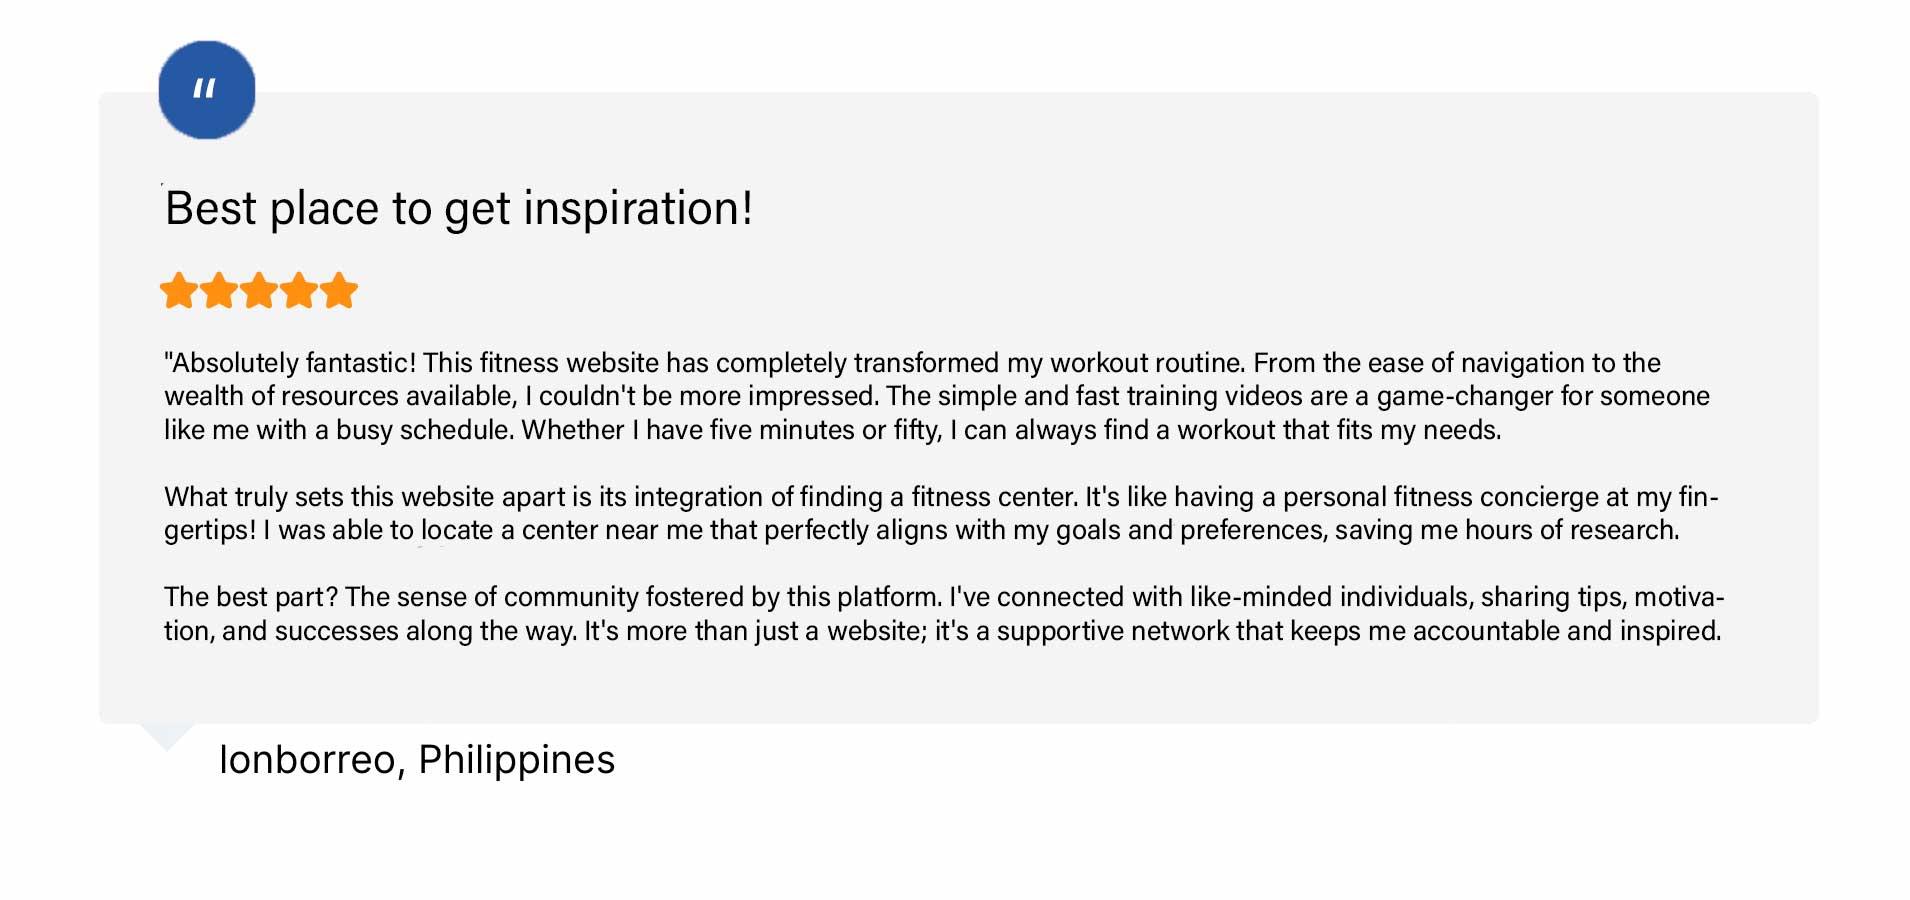 “
Best place to get inspiration!
"Absolutely fantastic! This fitness website has completely transformed my workout routine. From the ease of navigation to the
wealth of resources available, I couldn't be more impressed. The simple and fast training videos are a game-changer for someone
like me with a busy schedule. Whether I have five minutes or fifty, I can always find a workout that fits my needs.
What truly sets this website apart is its integration of finding a fitness center. It's like having a personal fitness concierge at my fin-
gertips! I was able to locate a center near me that perfectly aligns with my goals and preferences, saving me hours of research.
The best part? The sense of community fostered by this platform. I've connected with like-minded individuals, sharing tips, motiva-
tion, and successes along the way. It's more than just a website; it's a supportive network that keeps me accountable and inspired.
lonborreo, Philippines